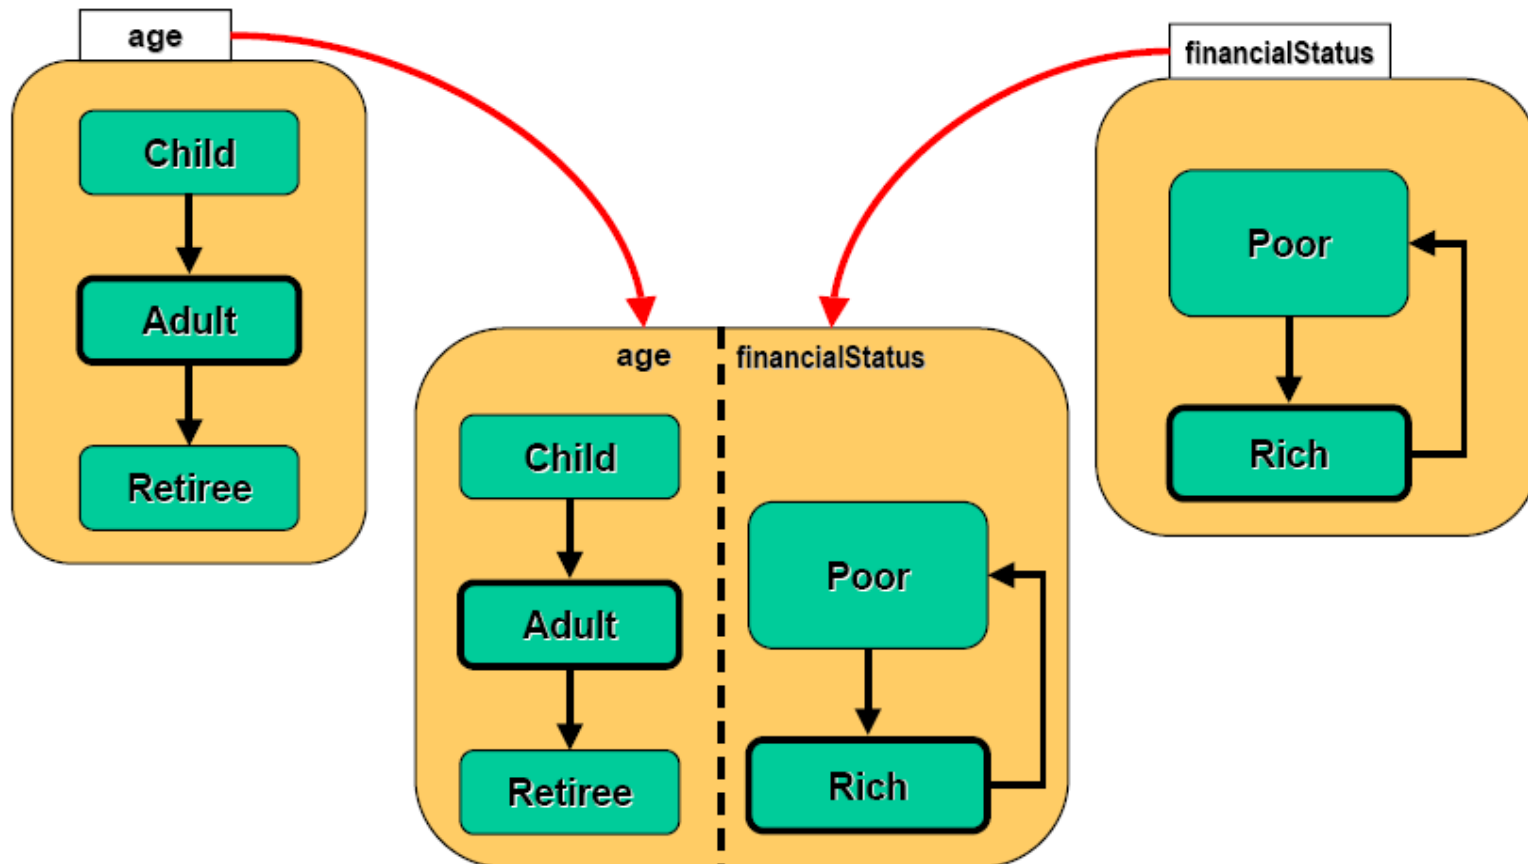 age
Child
Adult
Retiree
financialStatus
Poor
Rich
age
financialStatus
Child
Adult
Retiree
Poor
Rich